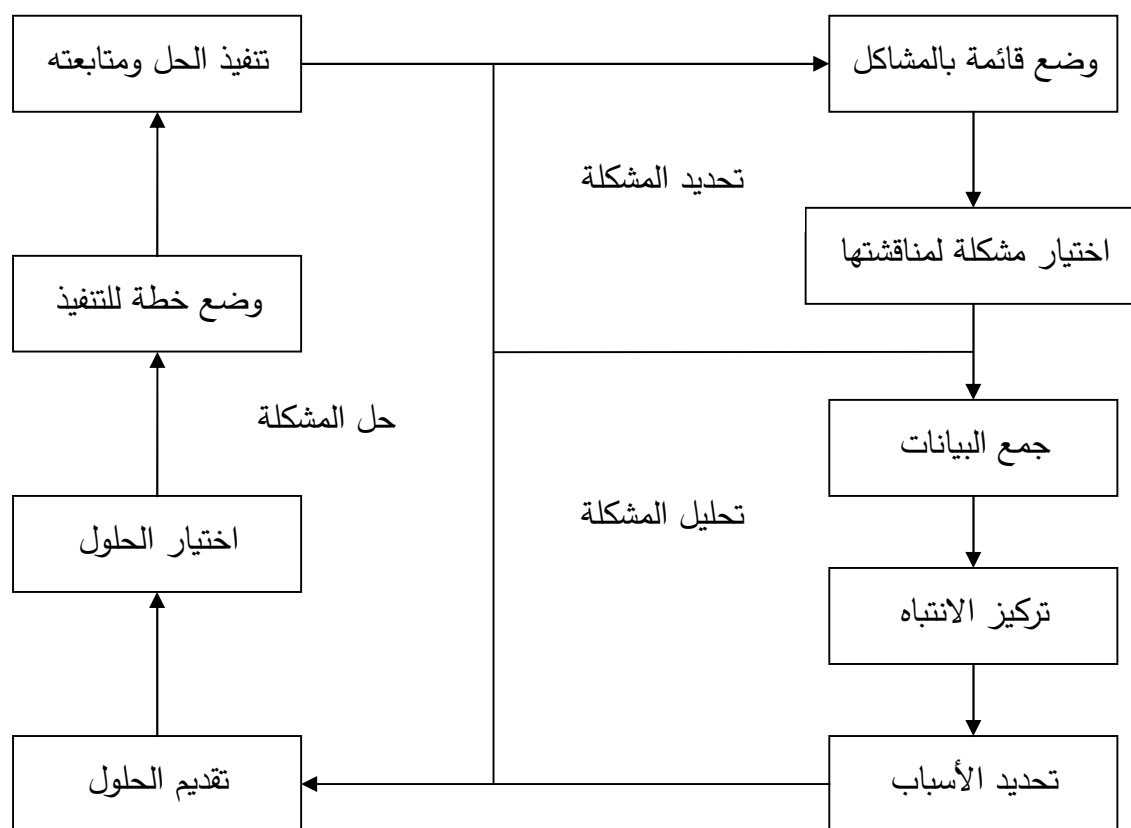 وضع قائمة بالمشاكل
تنفيذ الحل ومتابعته
تحديد المشكلة
اختيار مشكلة لمناقشتها
وضع خطة للتنفيذ
حل المشكلة
جمع البيانات
تحليل المشكلة
اختيار الحلول
تركيز الانتباه
تحديد الأسباب
تقديم الحلول